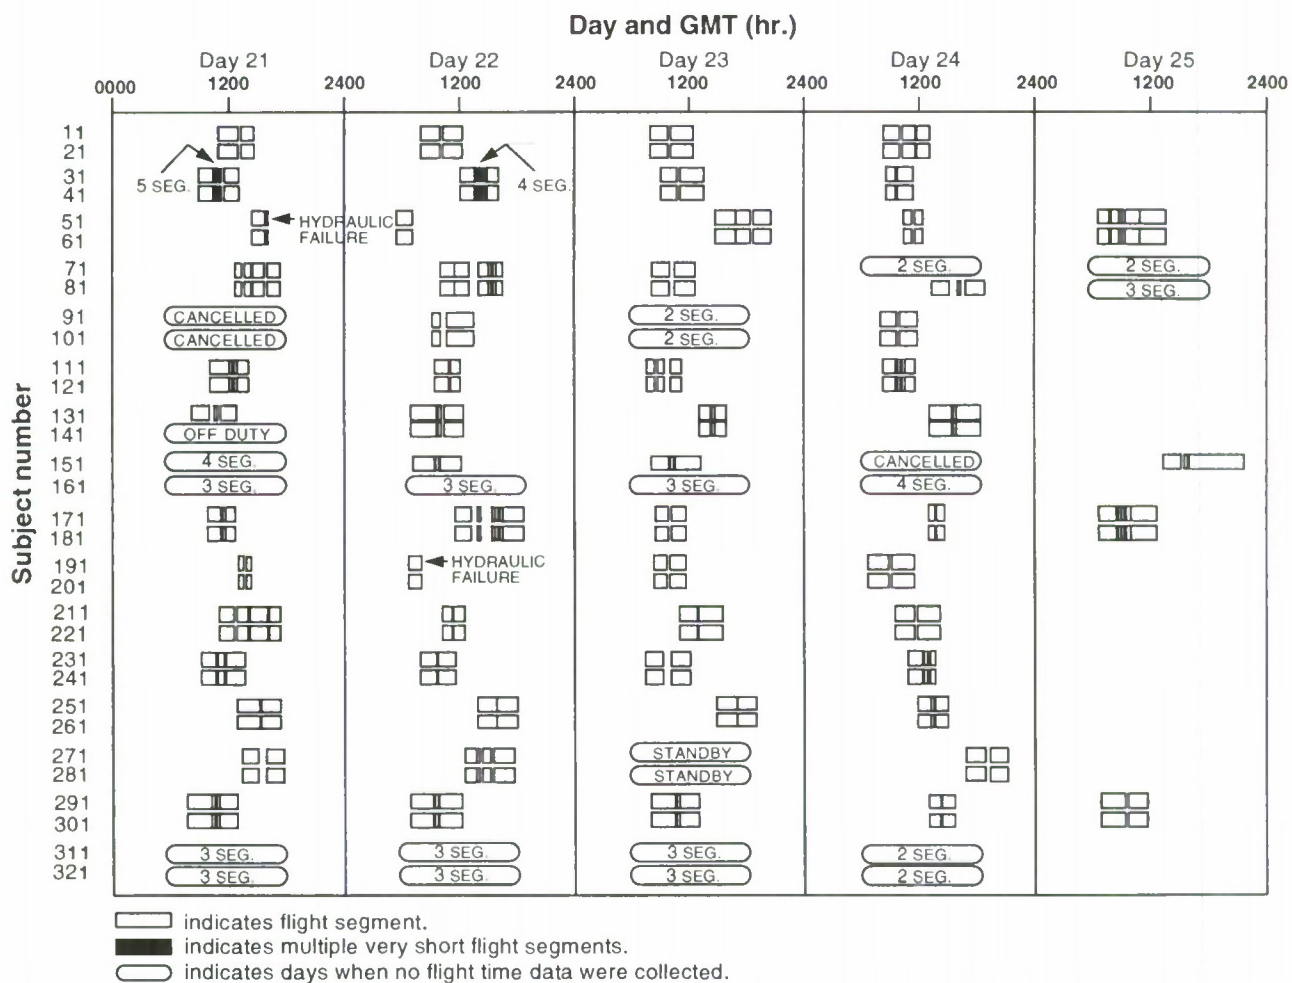 Day and GMT (hr.)
Day 21 Day 22 Day 23 Day 24 Day 25
0000 1200 2400 1200 2400 1200 2400 1200 2400 1200 2400
Subject number
11
21
5 SEG. 4 SEG.
31
41
51 HYDRAULIC
61 FAILURE
71 2 SEG. 2 SEG.
81 3 SEG.
91 CANCELLED 2 SEG.
101 CANCELLED 2 SEG.
111
121
131
141 OFF DUTY
151 4 SEG. CANCELLED
161 3 SEG. 3 SEG. 3 SEG. 4 SEG.
171
181
191 HYDRAULIC
201 FAILURE
211
221
231
241
251
261
271 STANDBY
281 STANDBY
291
301
311 3 SEG. 3 SEG. 3 SEG. 2 SEG.
321 3 SEG. 3 SEG. 3 SEG. 2 SEG.
indicates flight segment.
indicates multiple very short flight segments.
indicates days when no flight time data were collected.